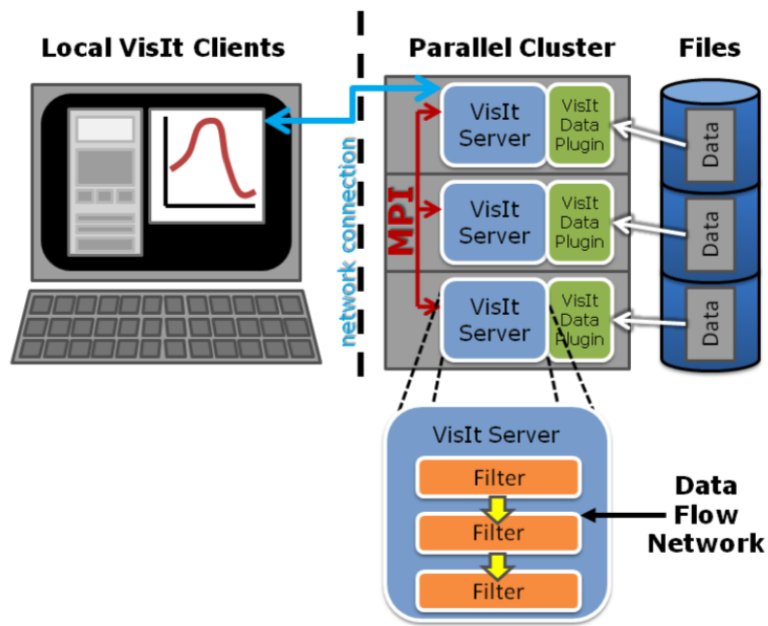 Local VisIt Clients
Parallel Cluster
Files
network connection
MPI
VisIt
Server
VisIt
Data
Plugin
Data
VisIt
Server
VisIt
Data
Plugin
Data
VisIt
Server
VisIt
Data
Plugin
Data
VisIt Server
Filter
Filter
Filter
Data
Flow
Network